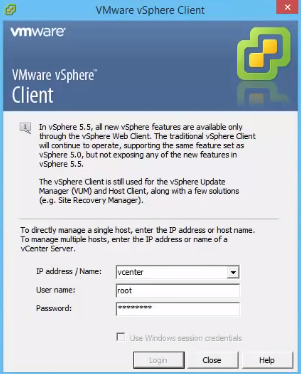 VMware vSphere Client
vmware
VMware vSphere™
Client
In vSphere 5.5, all new vSphere features are available only
through the vSphere Web Client. The traditional vSphere Client
will continue to operate, supporting the same feature set as
vSphere 5.0, but not exposing any of the new features in
vSphere 5.5.
The vSphere Client is still used for the vSphere Update
Manager (VUM) and Host Client, along with a few solutions
(e.g. Site Recovery Manager).
To directly manage a single host, enter the IP address or host name.
To manage multiple hosts, enter the IP address or name of a
vCenter Server.
IP address / Name: vcenter
User name: root
Password: ********
Use Windows session credentials
Login Close Help